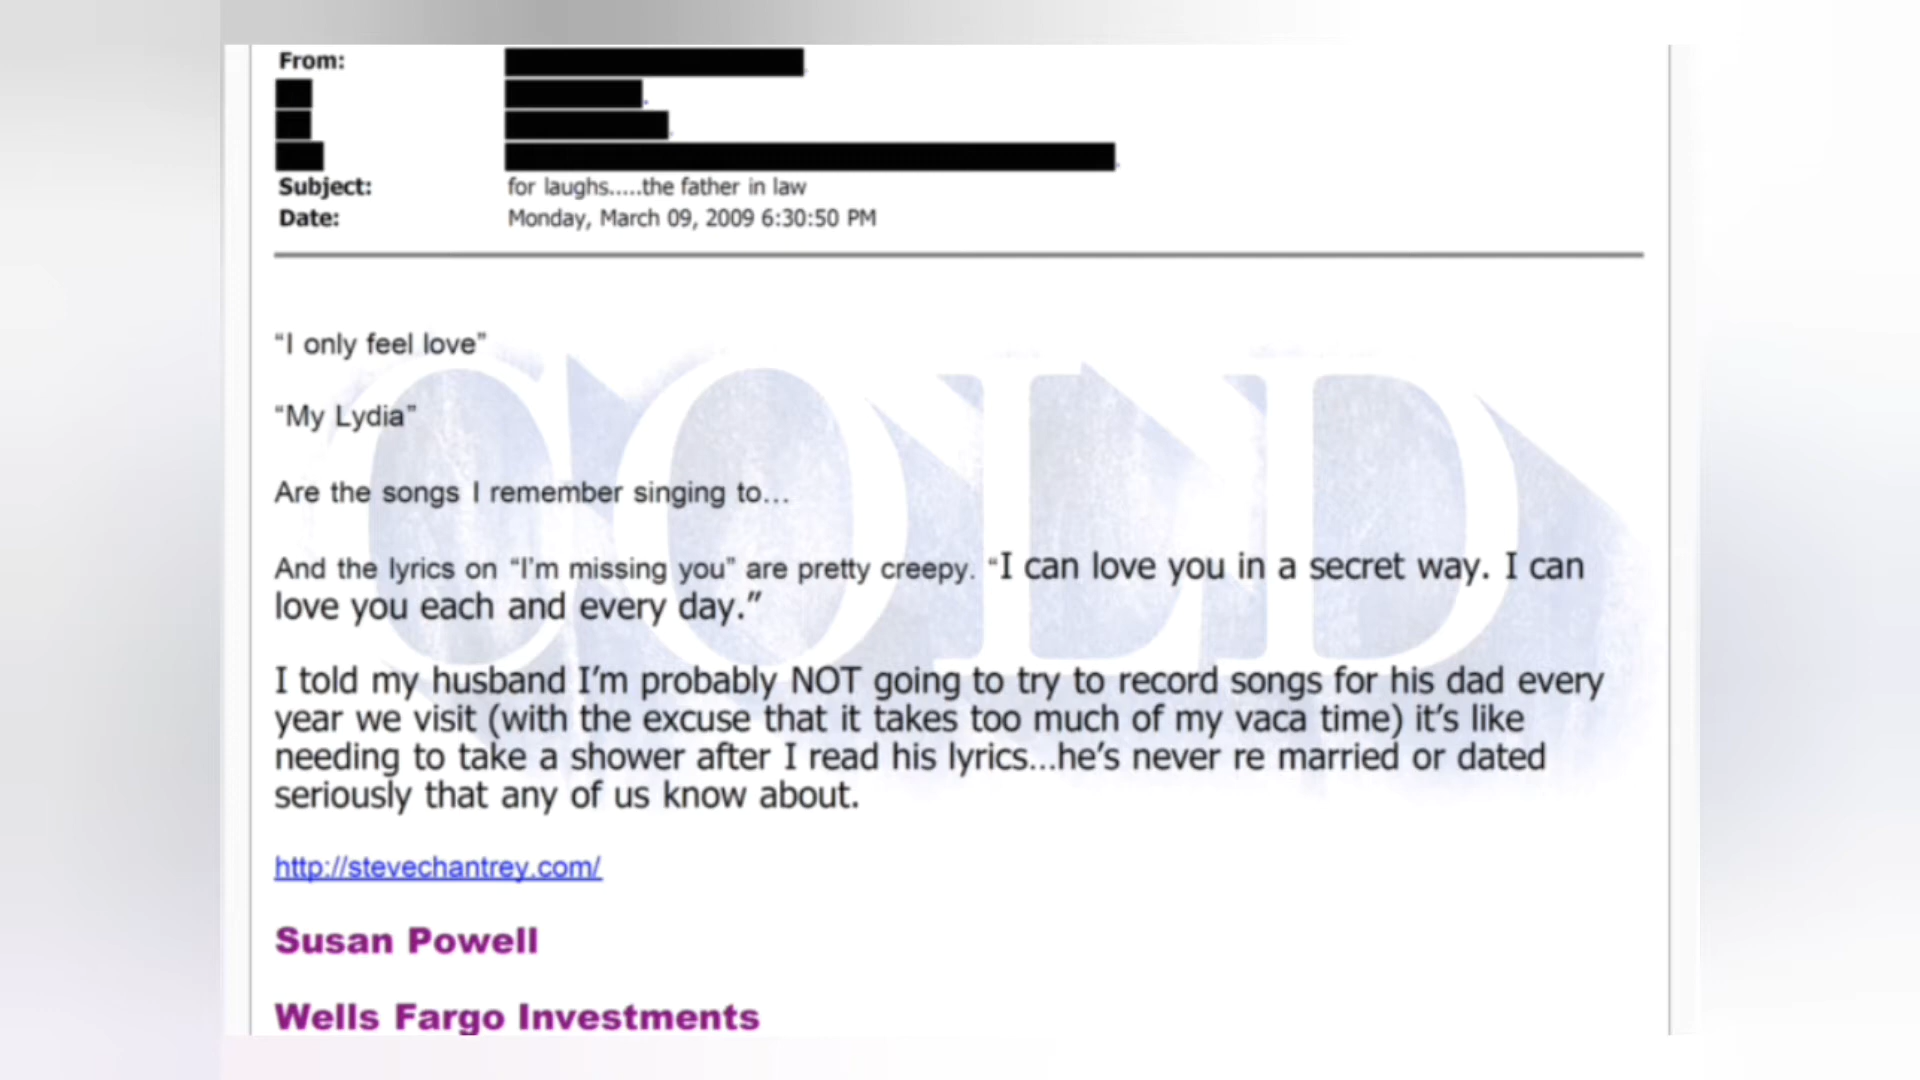 From:
Subject: for laughs.....the father in law
Date: Monday, March 09, 2009 6:30:50 PM
COLD
“I only feel love”
“My Lydia”
Are the songs I remember singing to…
And the lyrics on “I’m missing you” are pretty creepy. “I can love you in a secret way. I can
love you each and every day.”
I told my husband I’m probably NOT going to try to record songs for his dad every
year we visit (with the excuse that it takes too much of my vaca time) it’s like
needing to take a shower after I read his lyrics…he’s never re married or dated
seriously that any of us know about.
http://stevechantrey.com/
Susan Powell
Wells Fargo Investments